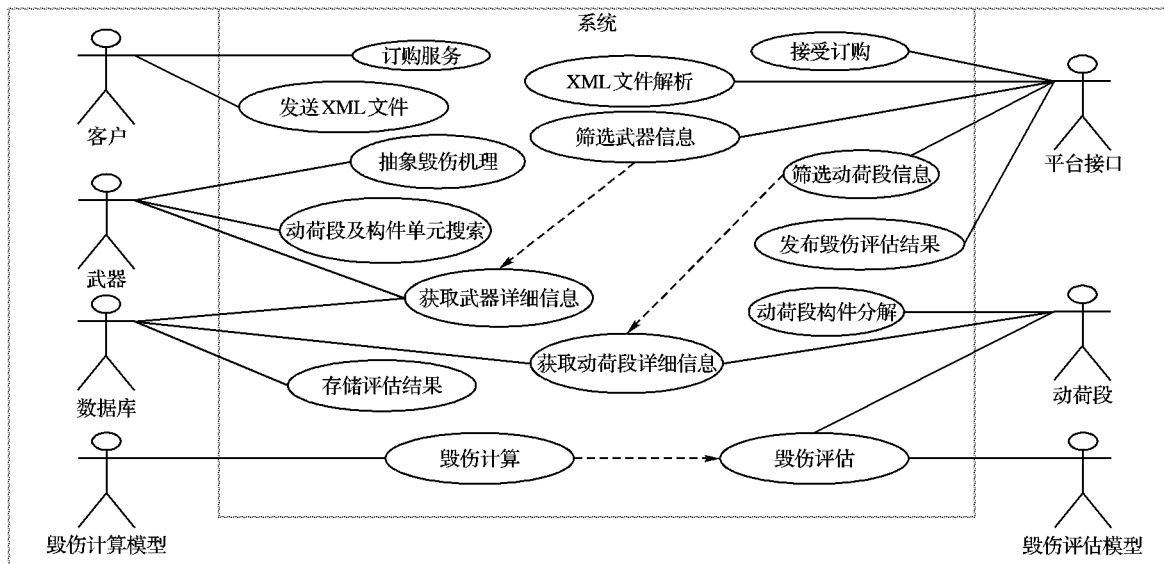 系统
订购服务
接受订购
XML文件解析
发送XML文件
筛选武器信息
客户
平台接口
抽象毁伤机理
筛选动荷段信息
动荷段及构件单元搜索
发布毁伤评估结果
武器
获取武器详细信息
动荷段构件分解
获取动荷段详细信息
存储评估结果
数据库
动荷段
毁伤计算
毁伤评估
毁伤计算模型
毁伤评估模型